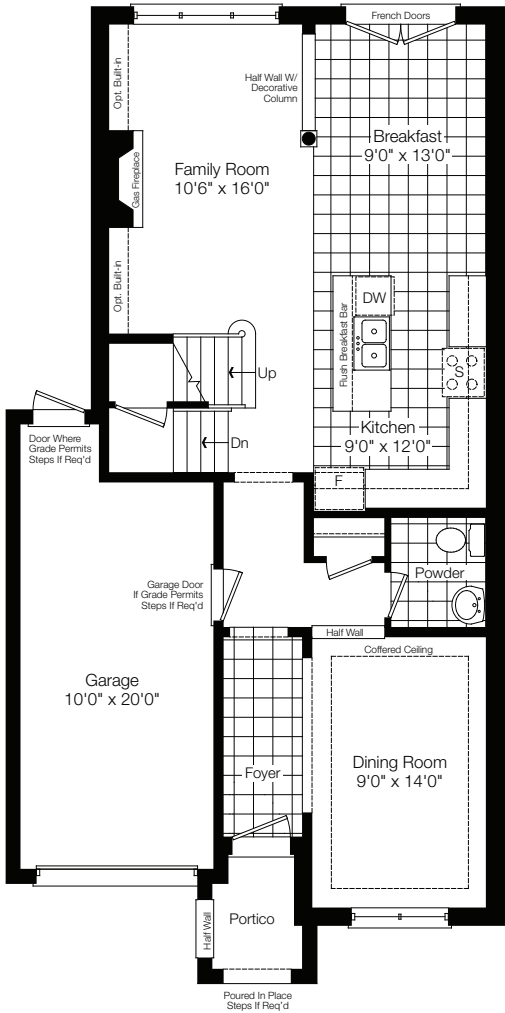 French Doors
Opt. Built-in
Half Wall W/
Decorative
Column
Breakfast
9'0" x 13'0"
Gas Fireplace
Family Room
10'6" x 16'0"
Opt. Built-in
DW
Flush Breakfast Bar
Up
S
Kitchen
9'0" x 12'0"
Dn
Door Where
Grade Permits
Steps If Req'd
F
Powder
Garage Door
If Grade Permits
Steps If Req'd
Half Wall
Coffered Ceiling
Garage
10'0" x 20'0"
Foyer
Dining Room
9'0" x 14'0"
Half Wall
Portico
Poured In Place
Steps If Req'd